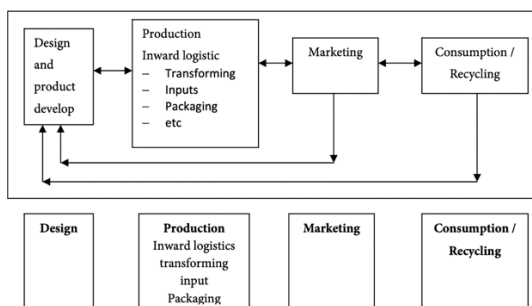 Design
and
product
develop
Production
Inward logistic
– Transforming
– Inputs
– Packaging
– etc
Marketing
Consumption /
Recycling
Design
Production
Inward logistics
transforming
input
Packaging
Marketing
Consumption /
Recycling